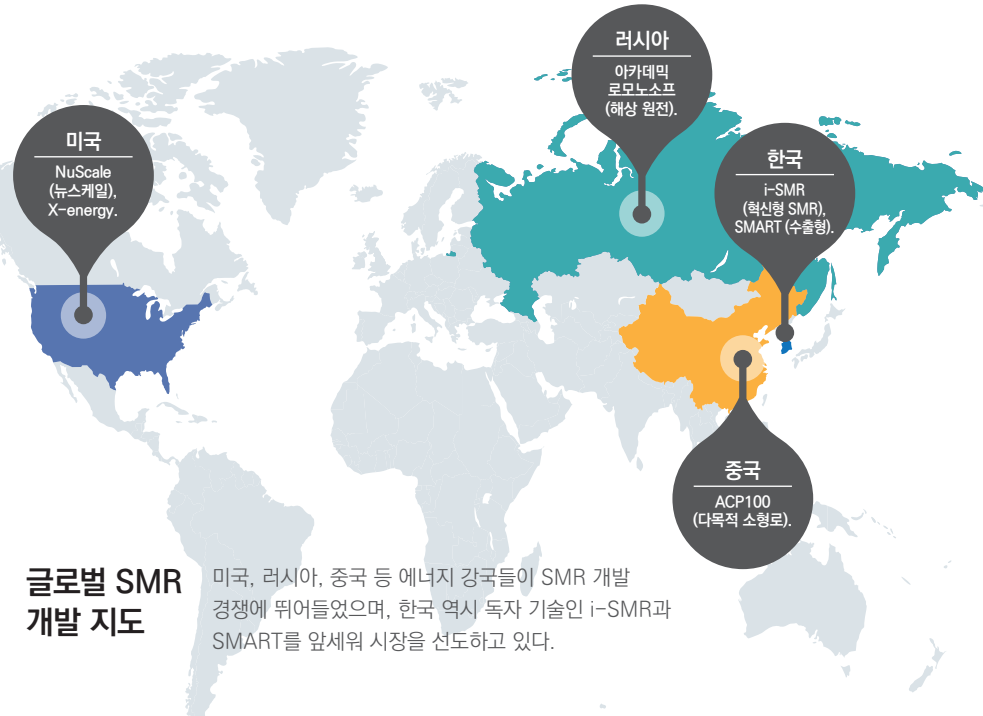 러시아
아카데믹
로모노소프
(해상 원전).
미국
NuScale
(뉴스케일),
X-energy.
한국
i-SMR
(혁신형 SMR),
SMART (수출형).
중국
ACP100
(다목적 소형로).
글로벌 SMR
개발 지도
미국, 러시아, 중국 등 에너지 강국들이 SMR 개발
경쟁에 뛰어들었으며, 한국 역시 독자 기술인 i-SMR과
SMART를 앞세워 시장을 선도하고 있다.